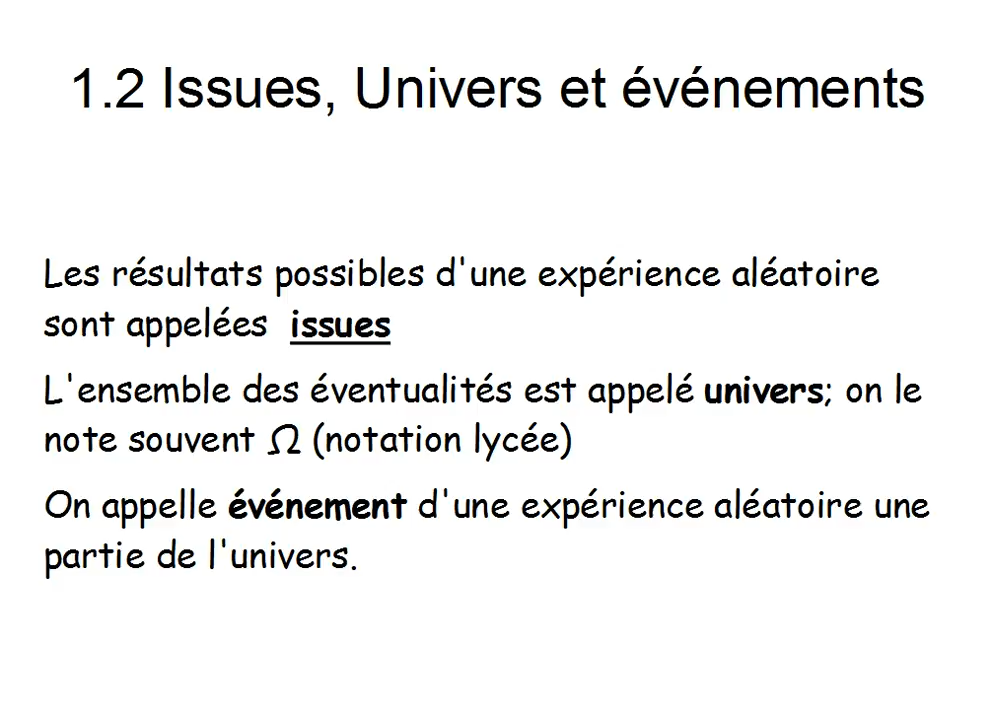 1.2 Issues, Univers et événements
Les résultats possibles d'une expérience aléatoire
sont appelées issues
L'ensemble des éventualités est appelé univers; on le
note souvent Ω (notation lycée)
On appelle événement d'une expérience aléatoire une
partie de l'univers.